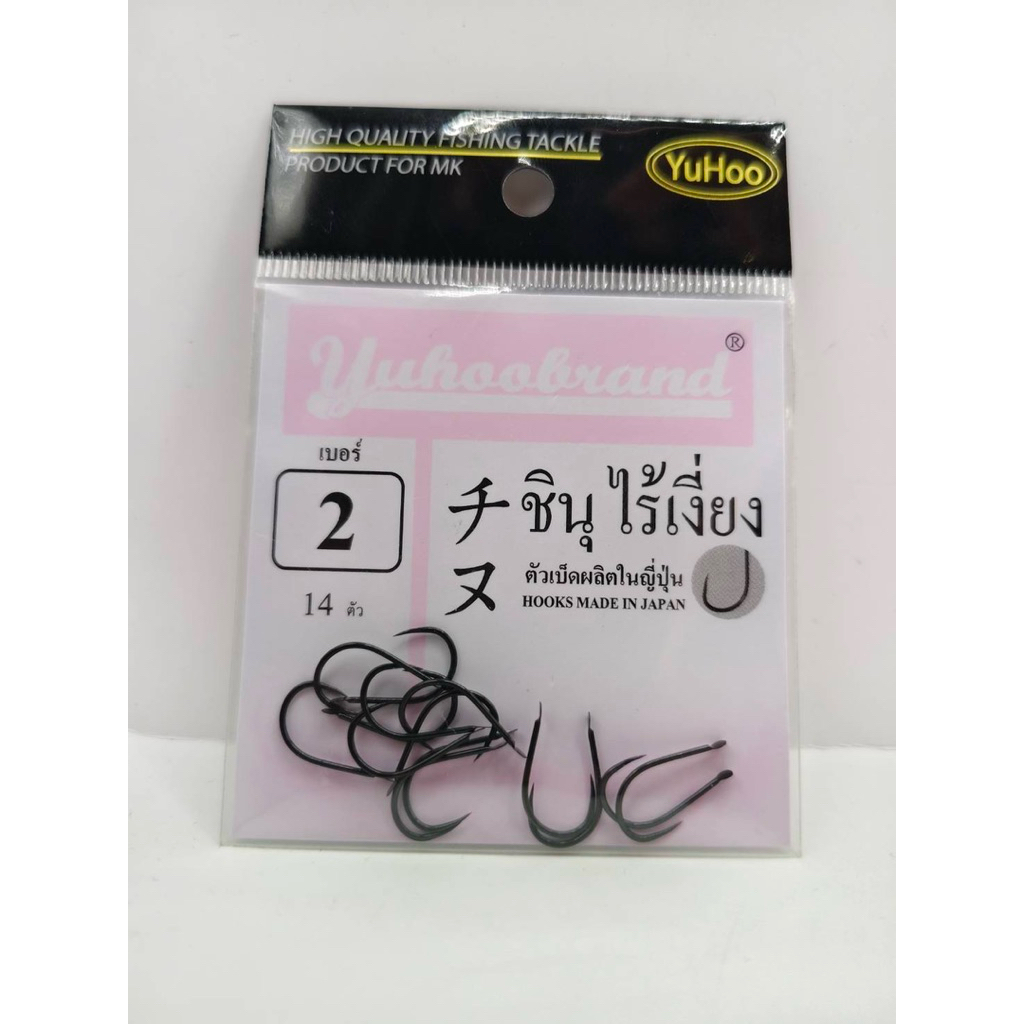 HIGH QUALITY FISHING TACKLE
PRODUCT FOR MK
YuHoo
Yuhoobrand®
เบอร์
2
14 ตัว
チヌ
ชินุ ไร้เงี่ยง
ตัวเบ็ดผลิตในญี่ปุ่น
HOOKS MADE IN JAPAN